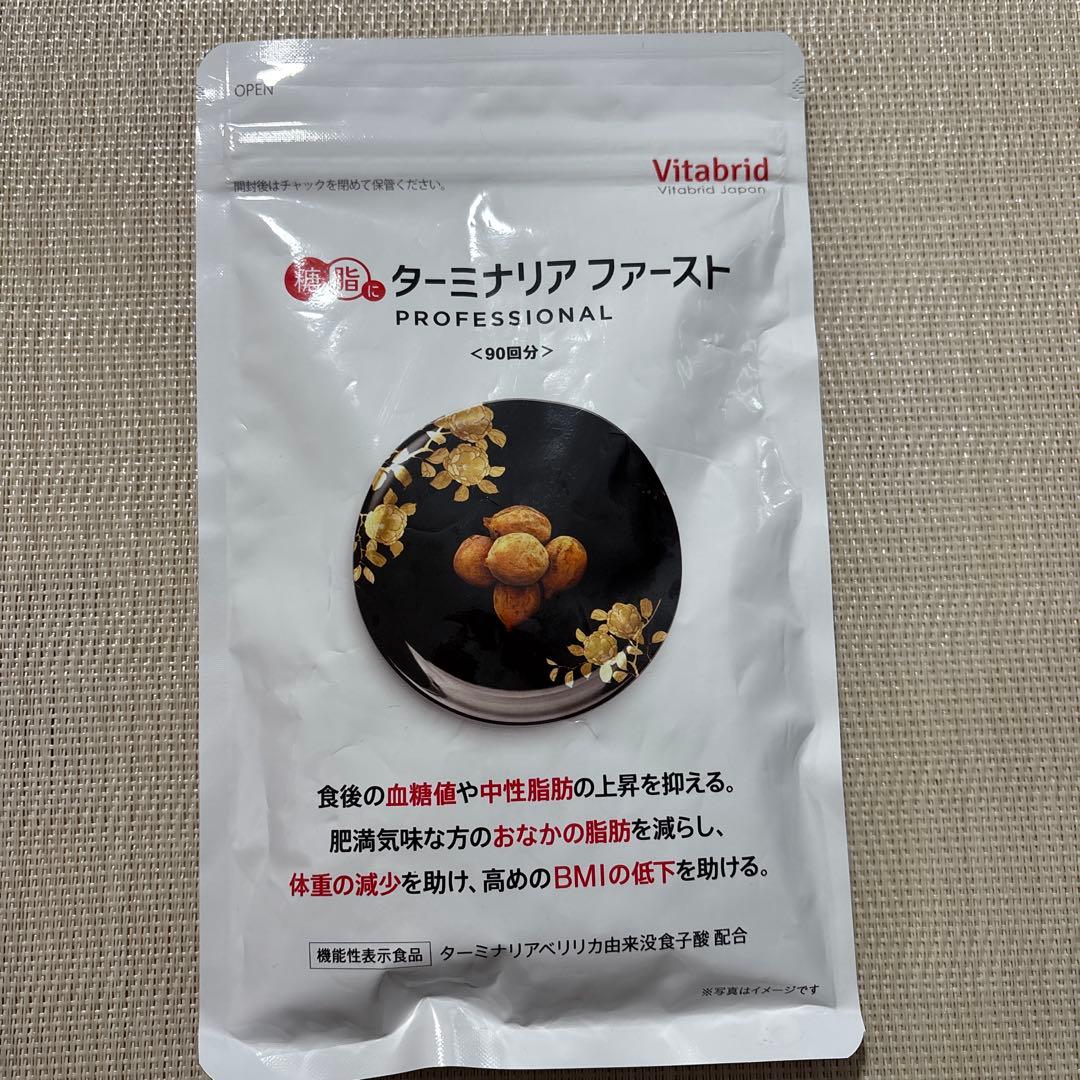 OPEN
開封後はチャックを閉めて保管ください。
Vitabrid
Vitabrid Japan
糖脂に ターミナリア ファースト
PROFESSIONAL
＜90回分＞
食後の血糖値や中性脂肪の上昇を抑える。
肥満気味な方のおなかの脂肪を減らし、
体重の減少を助け、高めのBMIの低下を助ける。
機能性表示食品 ターミナリアベリリカ由来没食子酸 配合
※写真はイメージです